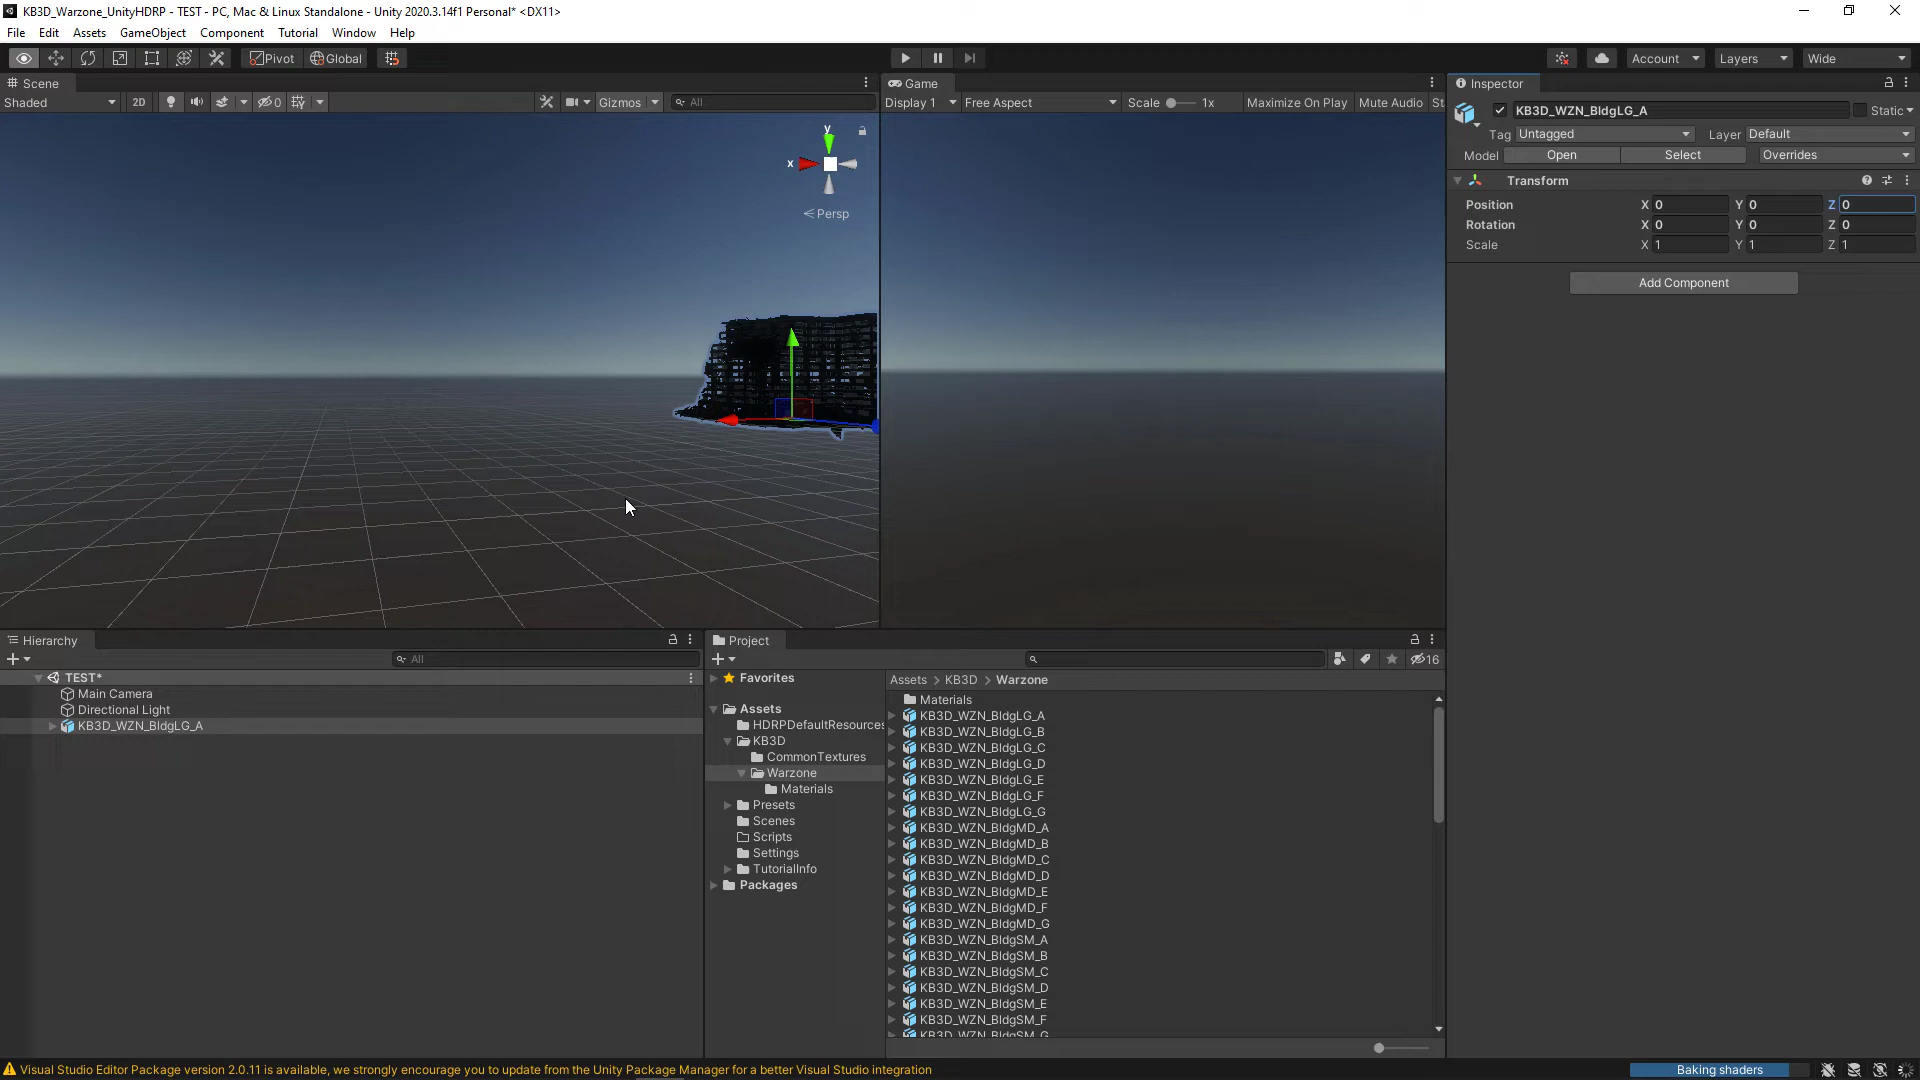 KB3D_Warzone_UnityHDRP - TEST - PC, Mac & Linux Standalone - Unity 2020.3.14f1 Personal* <DX11>
File Edit Assets GameObject Component Tutorial Window Help
Pivot Global Account Layers Wide
Scene Game Inspector
Shaded 2D 0 Gizmos All Display 1 Free Aspect Scale 1x Maximize On Play Mute Audio St
KB3D_WZN_BldgLG_A Static
Tag Untagged Layer Default
Model Open Select Overrides
Transform
Position X 0 Y 0 Z 0
Rotation X 0 Y 0 Z 0
Scale X 1 Y 1 Z 1
Add Component
y
x
Persp
Hierarchy
All
TEST*
Main Camera
Directional Light
KB3D_WZN_BldgLG_A
Project
16
Favorites
Assets
HDRPDefaultResources
KB3D
CommonTextures
Warzone
Materials
Presets
Scenes
Scripts
Settings
TutorialInfo
Packages
Assets > KB3D > Warzone
Materials
KB3D_WZN_BldgLG_A
KB3D_WZN_BldgLG_B
KB3D_WZN_BldgLG_C
KB3D_WZN_BldgLG_D
KB3D_WZN_BldgLG_E
KB3D_WZN_BldgLG_F
KB3D_WZN_BldgLG_G
KB3D_WZN_BldgMD_A
KB3D_WZN_BldgMD_B
KB3D_WZN_BldgMD_C
KB3D_WZN_BldgMD_D
KB3D_WZN_BldgMD_E
KB3D_WZN_BldgMD_F
KB3D_WZN_BldgMD_G
KB3D_WZN_BldgSM_A
KB3D_WZN_BldgSM_B
KB3D_WZN_BldgSM_C
KB3D_WZN_BldgSM_D
KB3D_WZN_BldgSM_E
KB3D_WZN_BldgSM_F
KB3D_WZN_BldgSM_G
Visual Studio Editor Package version 2.0.11 is available, we strongly encourage you to update from the Unity Package Manager for a better Visual Studio integration
Baking shaders